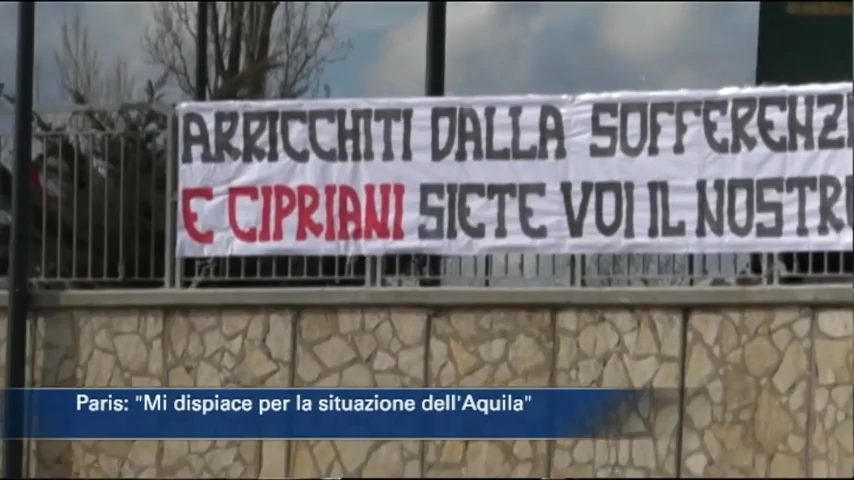 ARRICCHITI DALLA SOFFERENZ
E CIPRIANI SIETE VOI IL NOSTR
Paris: "Mi dispiace per la situazione dell'Aquila"